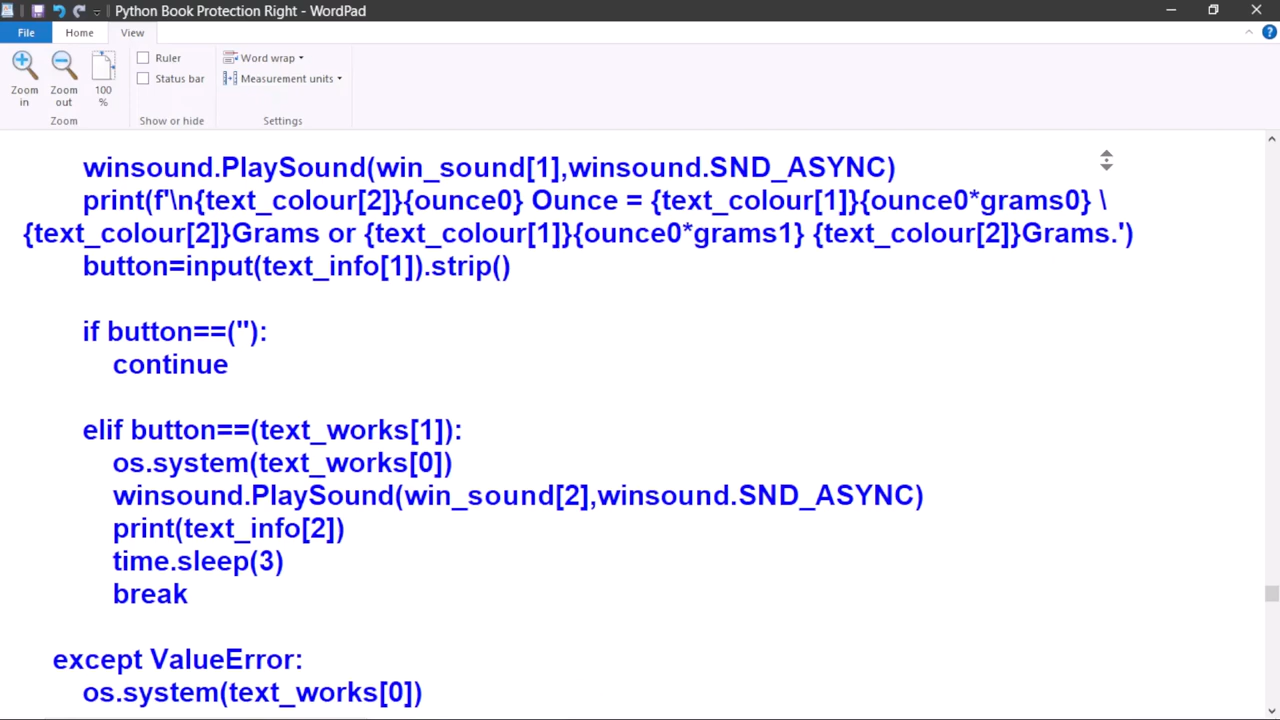 Python Book Protection Right - WordPad
File Home View
Zoom in
Zoom out
100 %
Ruler
Status bar
Word wrap
Measurement units
Zoom
Show or hide
Settings
winsound.PlaySound(win_sound[1],winsound.SND_ASYNC)
print(f'\n{text_colour[2]}{ounce0} Ounce = {text_colour[1]}{ounce0*grams0} \
{text_colour[2]}Grams or {text_colour[1]}{ounce0*grams1} {text_colour[2]}Grams.')
button=input(text_info[1]).strip()
if button==(''):
continue
elif button==(text_works[1]):
os.system(text_works[0])
winsound.PlaySound(win_sound[2],winsound.SND_ASYNC)
print(text_info[2])
time.sleep(3)
break
except ValueError:
os.system(text_works[0])